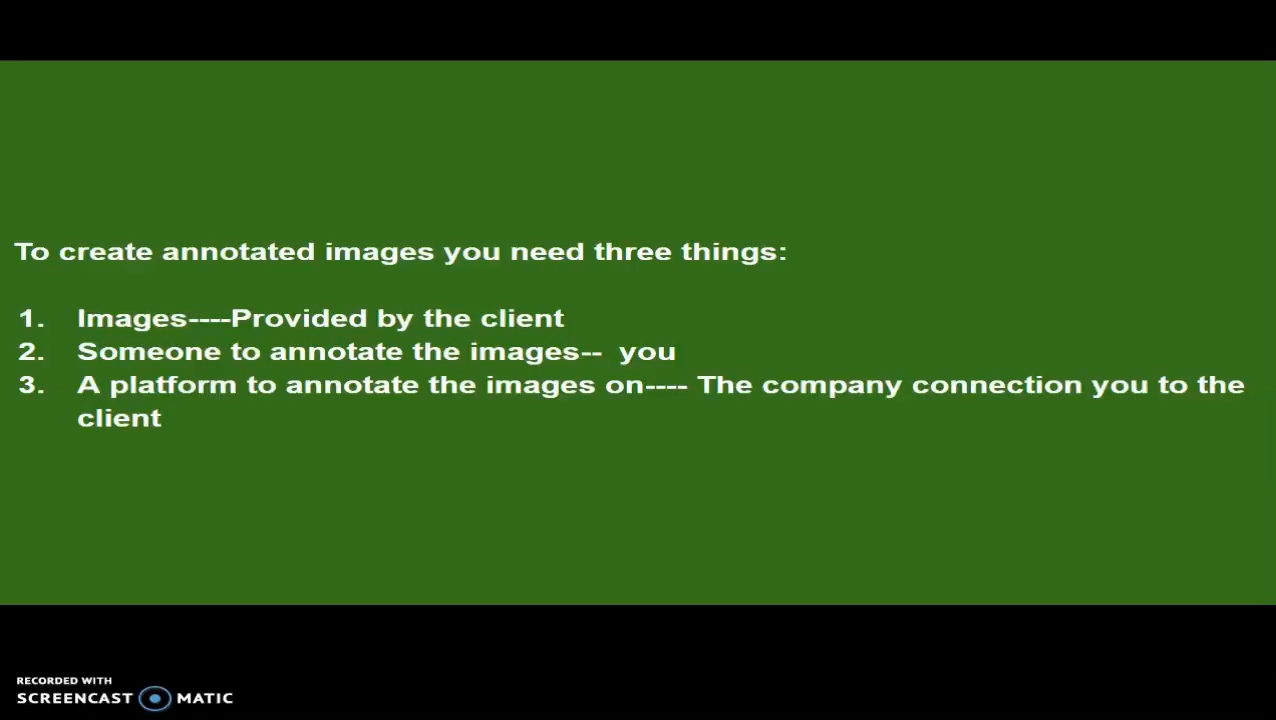 To create annotated images you need three things:
1. Images----Provided by the client
2. Someone to annotate the images-- you
3. A platform to annotate the images on---- The company connection you to the
client
RECORDED WITH
SCREENCAST MATIC